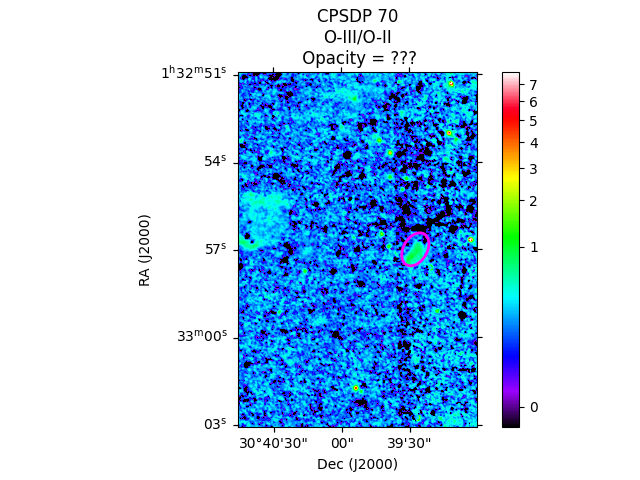 CPSDP 70
O-III/O-II
Opacity = ???
1ʰ32ᵐ51ˢ
54ˢ
57ˢ
33ᵐ00ˢ
03ˢ
RA (J2000)
30°40'30" 00" 39'30"
Dec (J2000)
7
6
5
4
3
2
1
0